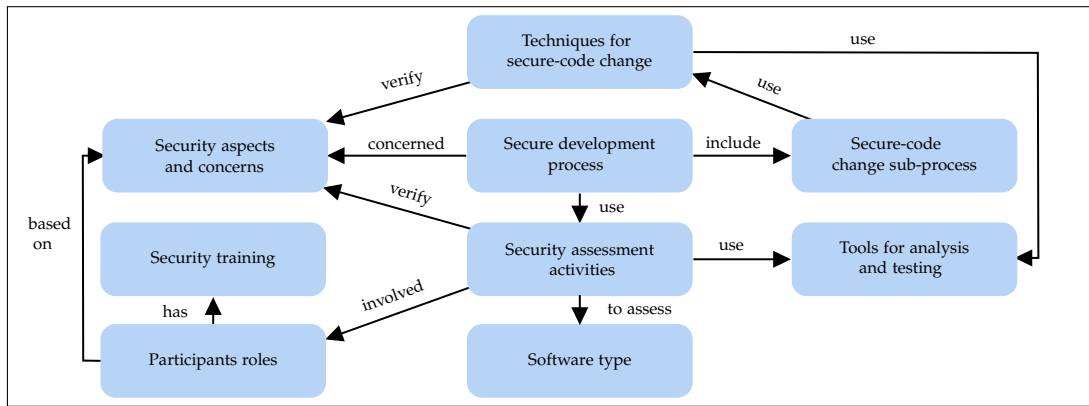 Techniques for
secure-code change
use
verify
use
Security aspects
and concerns
concerned
Secure development
process
include
Secure-code
change sub-process
verify
use
based
on
Security training
Security assessment
activities
use
Tools for analysis
and testing
involved
has
to assess
Participants roles
Software type